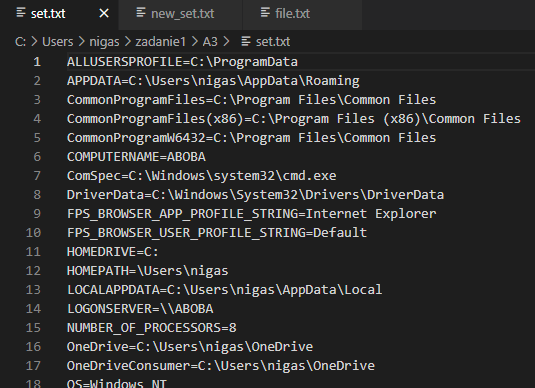 set.txt × new_set.txt file.txt
C: > Users > nigas > zadanie1 > A3 > set.txt
1 ALLUSERSPROFILE=C:\ProgramData
2 APPDATA=C:\Users\nigas\AppData\Roaming
3 CommonProgramFiles=C:\Program Files\Common Files
4 CommonProgramFiles(x86)=C:\Program Files (x86)\Common Files
5 CommonProgramW6432=C:\Program Files\Common Files
6 COMPUTERNAME=ABOBA
7 ComSpec=C:\Windows\system32\cmd.exe
8 DriverData=C:\Windows\System32\Drivers\DriverData
9 FPS_BROWSER_APP_PROFILE_STRING=Internet Explorer
10 FPS_BROWSER_USER_PROFILE_STRING=Default
11 HOMEDRIVE=C:
12 HOMEPATH=\Users\nigas
13 LOCALAPPDATA=C:\Users\nigas\AppData\Local
14 LOGONSERVER=\\ABOBA
15 NUMBER_OF_PROCESSORS=8
16 OneDrive=C:\Users\nigas\OneDrive
17 OneDriveConsumer=C:\Users\nigas\OneDrive
18 OS=Windows_NT